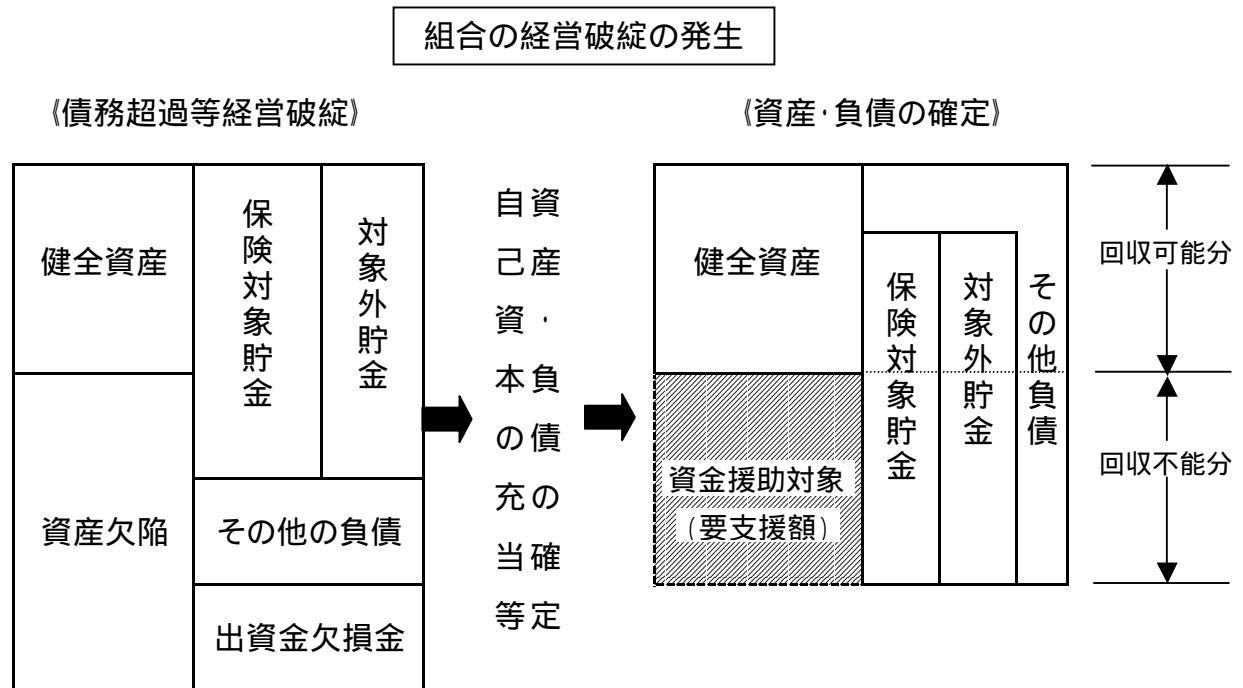 組合の経営破綻の発生
《債務超過等経営破綻》
《資産・負債の確定》
健全資産
保険対象貯金
対象外貯金
資産欠陥
その他の負債
出資金欠損金
資産・負債の確定
自己資本の充当等
健全資産
資金援助対象
（要支援額）
保険対象貯金
対象外貯金
その他負債
回収可能分
回収不能分